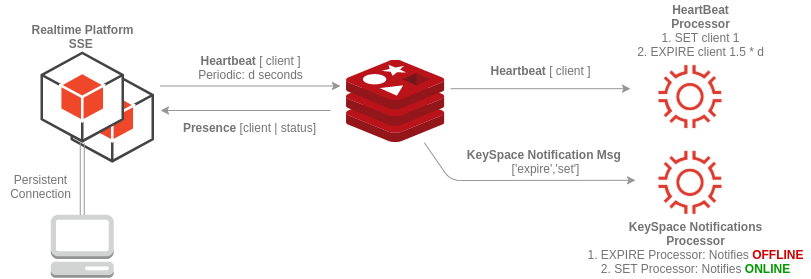 Realtime Platform
SSE
Heartbeat [ client ]
Periodic: d seconds
Presence [client | status]
Persistent
Connection
HeartBeat
Processor
1. SET client 1
2. EXPIRE client 1.5 * d
Heartbeat [ client ]
KeySpace Notification Msg
['expire','set']
KeySpace Notifications
Processor
1. EXPIRE Processor: Notifies OFFLINE
2. SET Processor: Notifies ONLINE